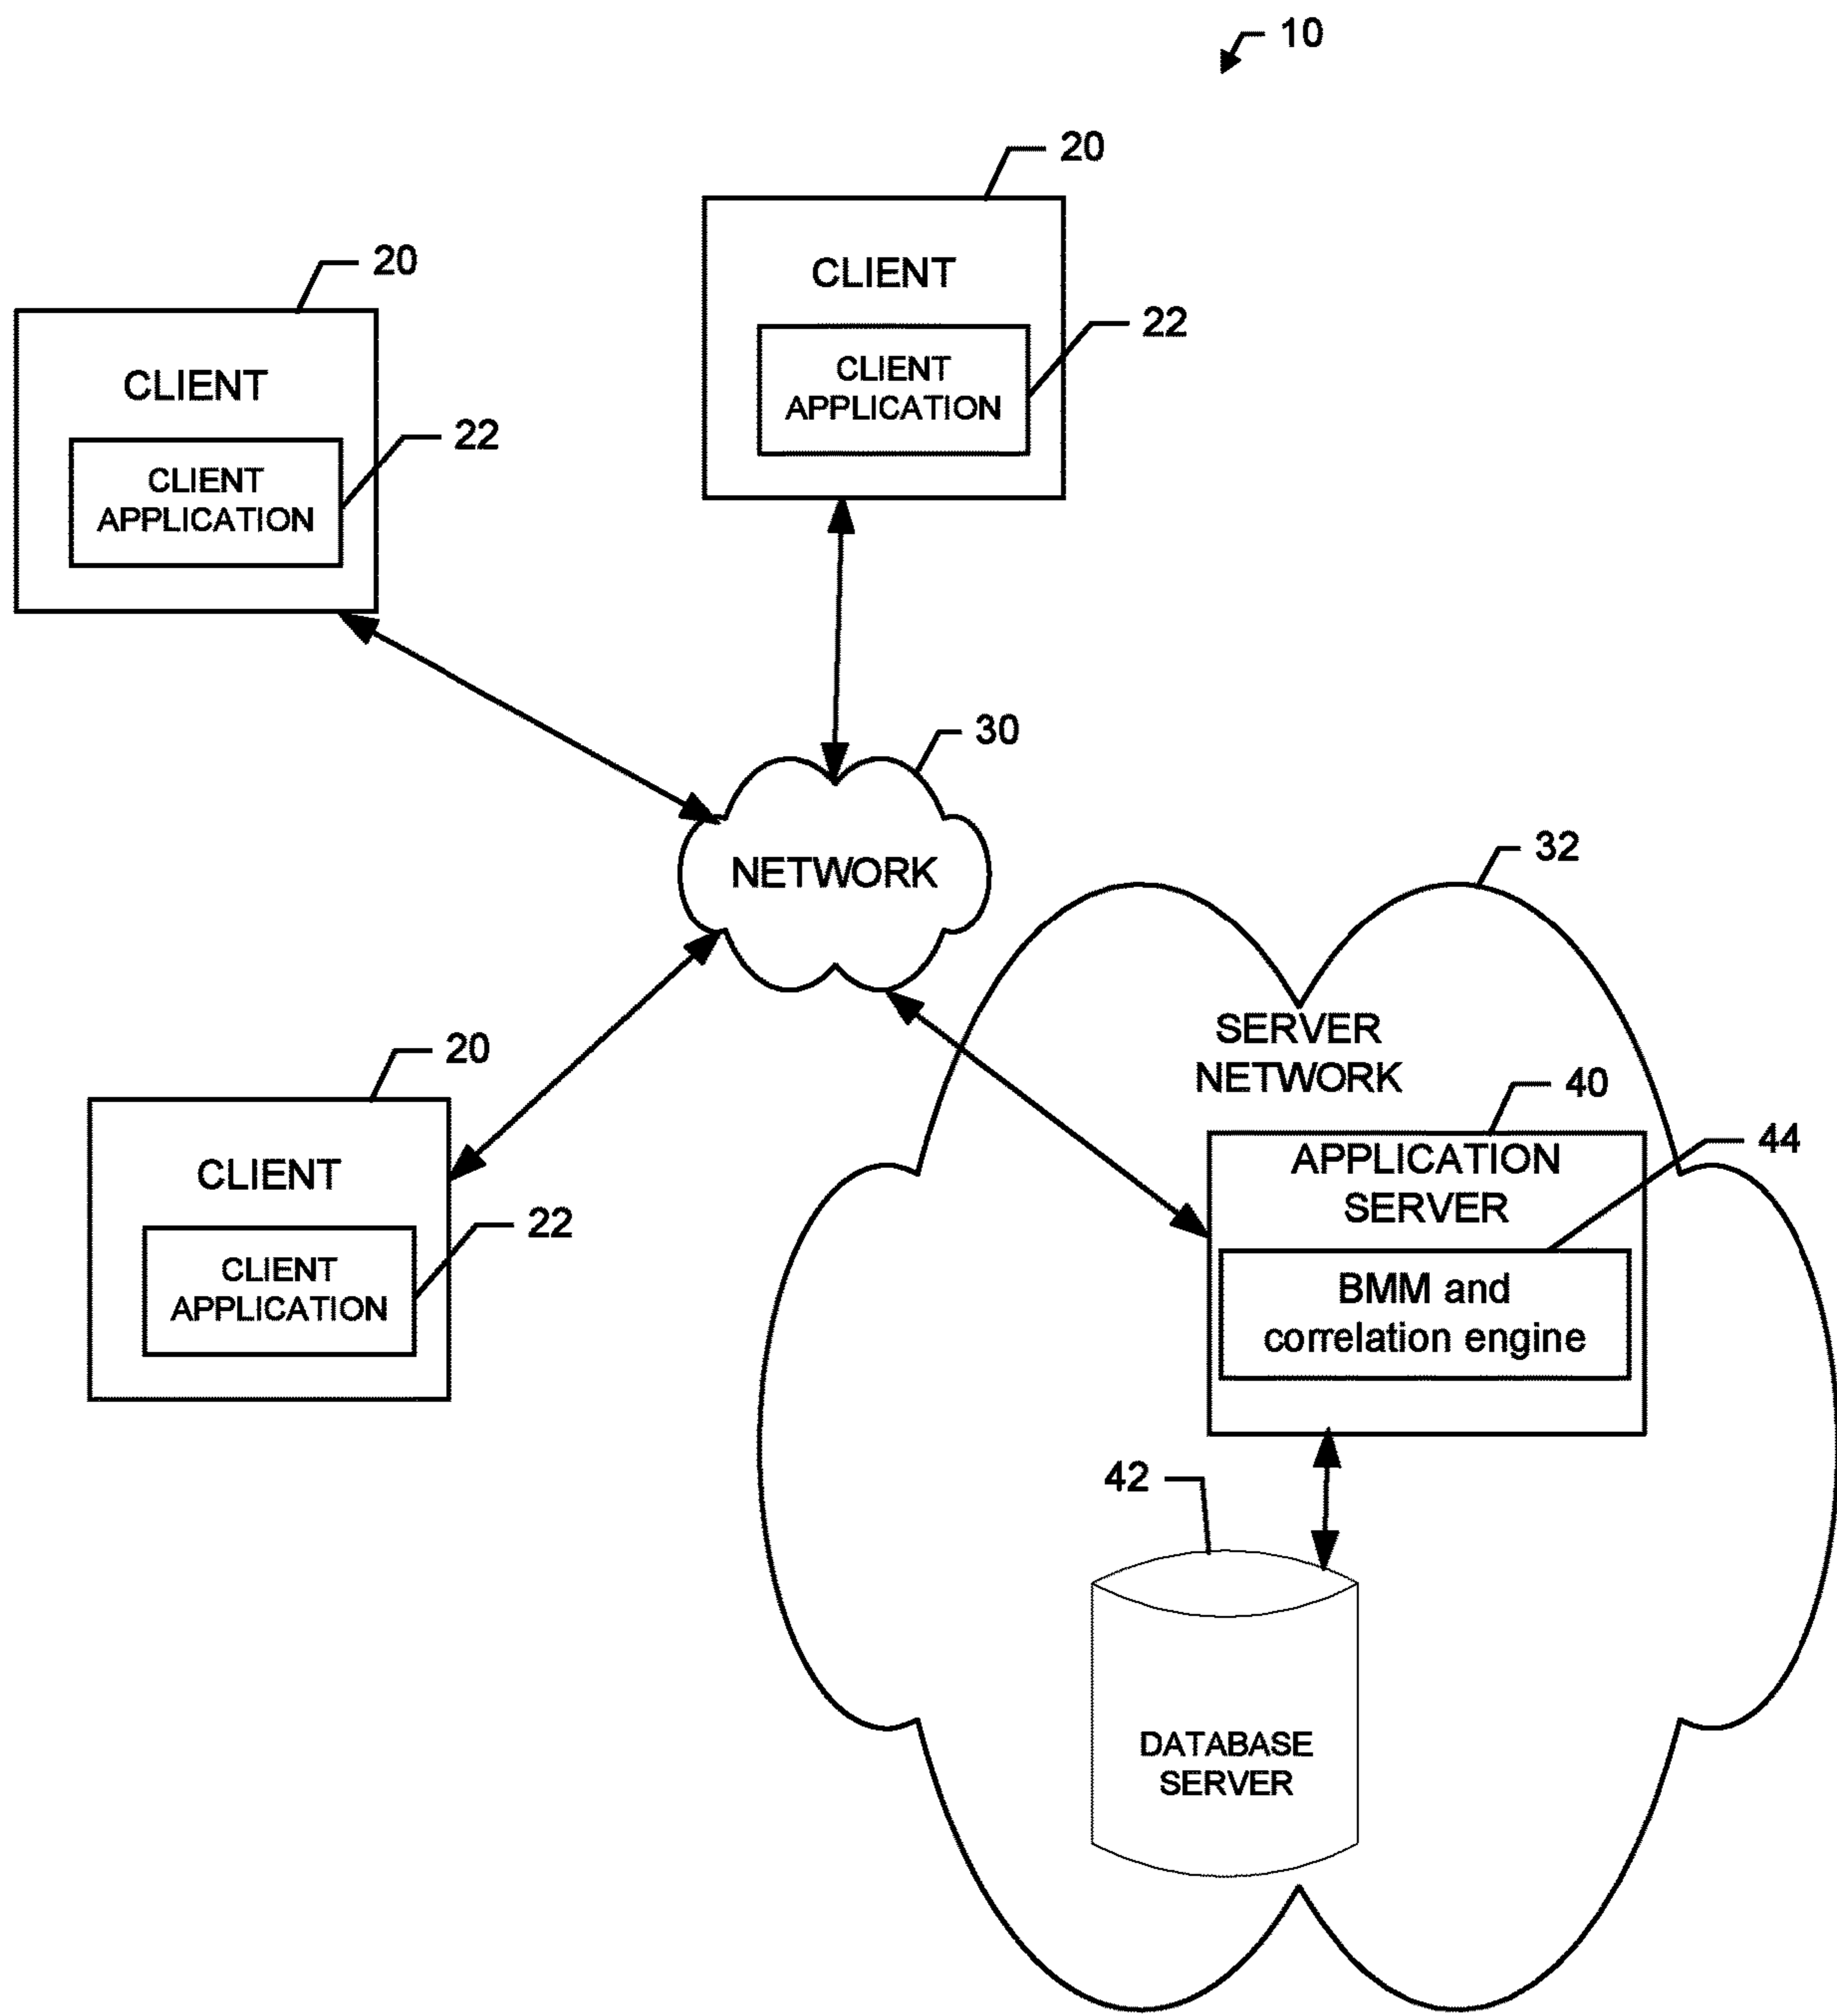 10
20
CLIENT
22
CLIENT
APPLICATION
20
CLIENT
22
CLIENT
APPLICATION
30
NETWORK
32
SERVER
NETWORK
20
CLIENT
22
CLIENT
APPLICATION
40
APPLICATION
SERVER
44
BMM and
correlation engine
42
DATABASE
SERVER